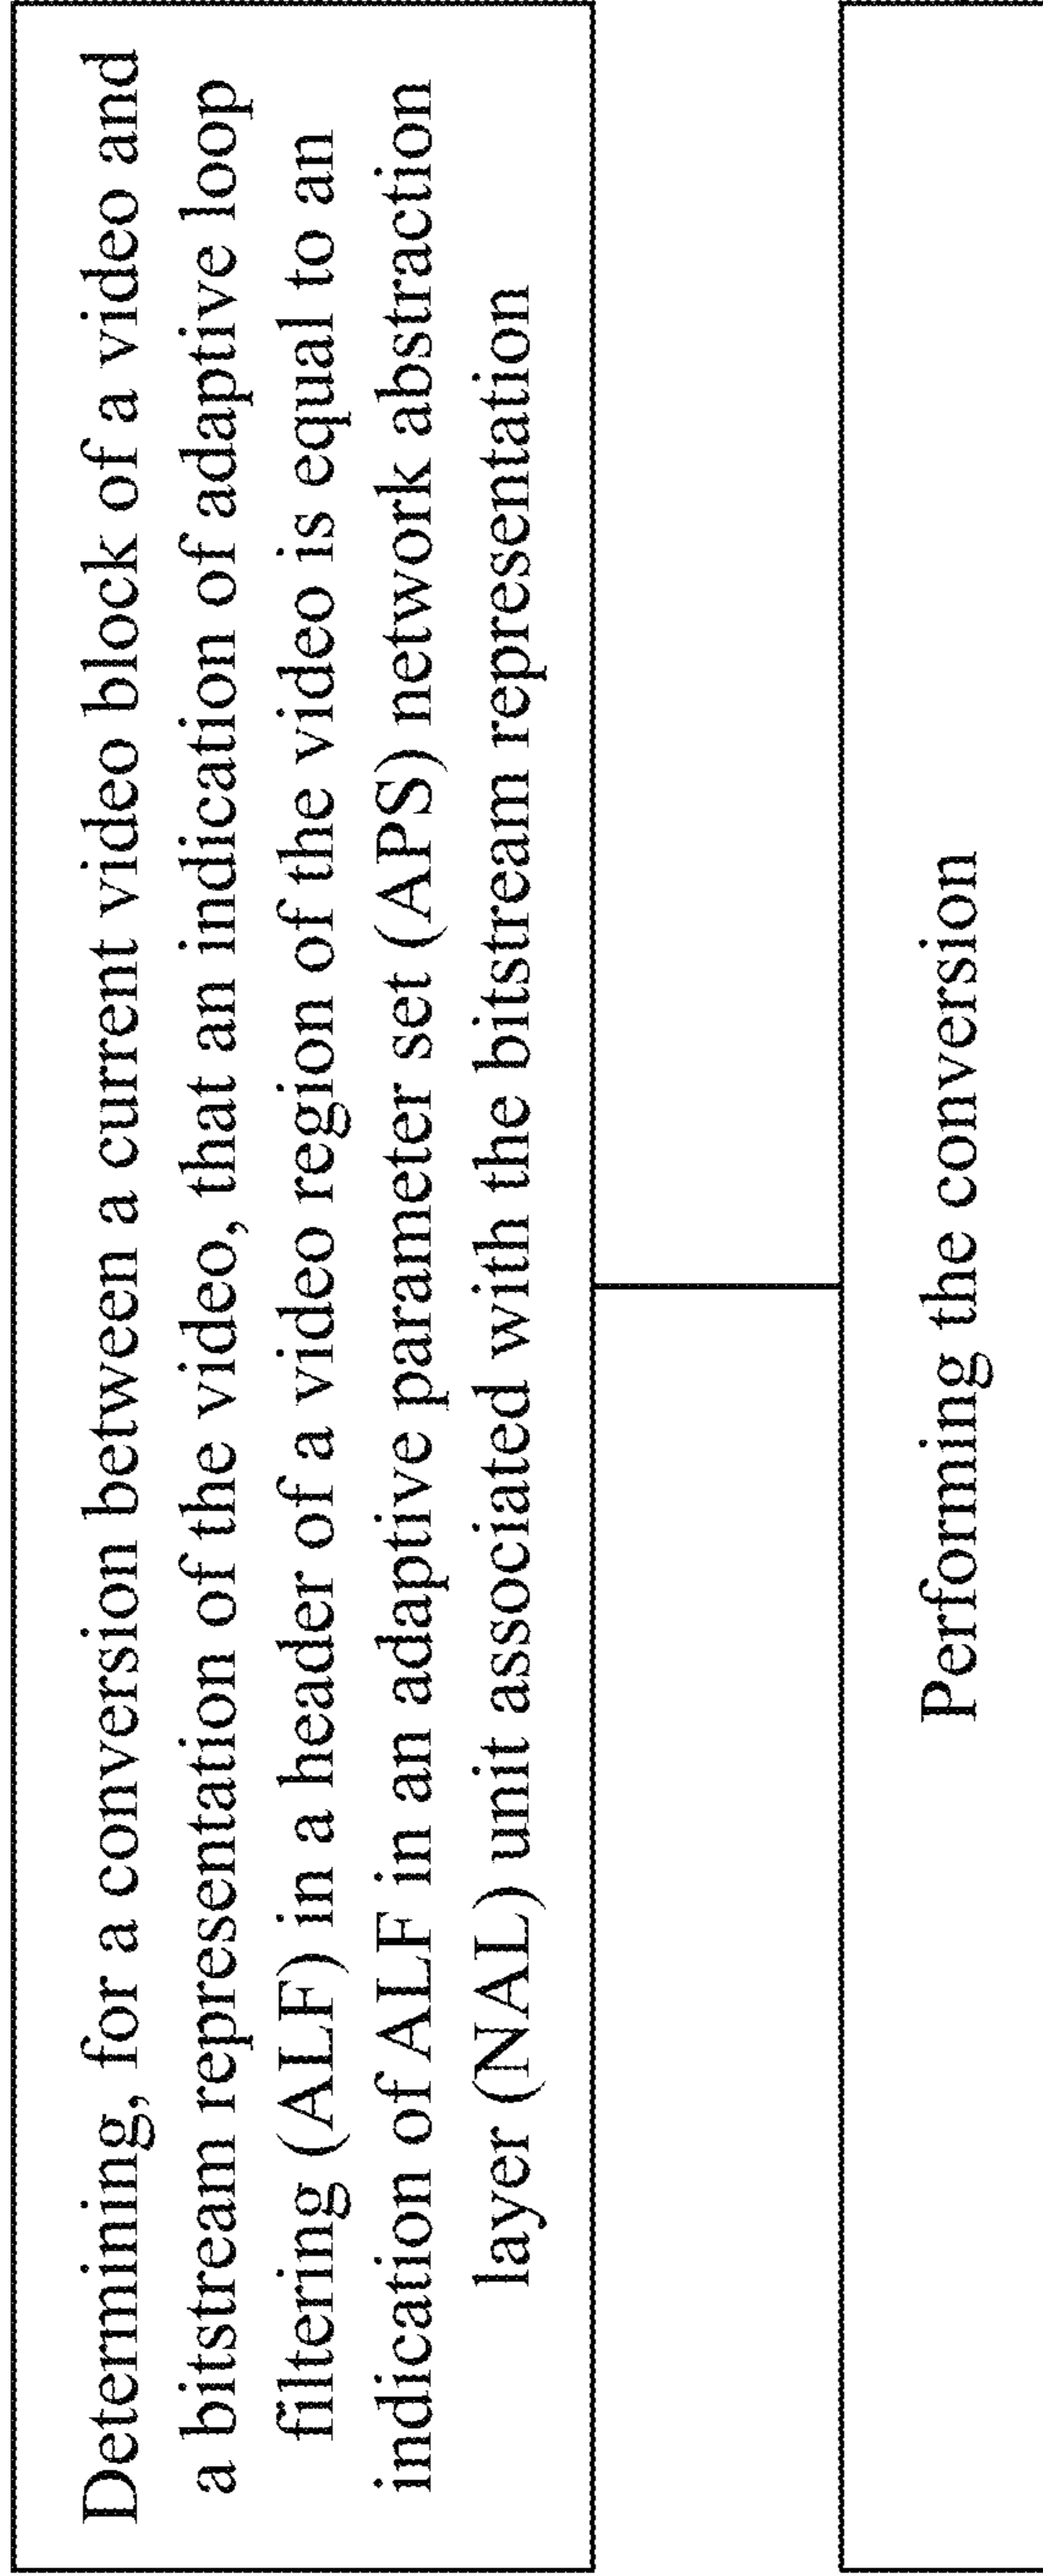 Determining, for a conversion between a current video block of a video and
a bitstream representation of the video, that an indication of adaptive loop
filtering (ALF) in a header of a video region of the video is equal to an
indication of ALF in an adaptive parameter set (APS) network abstraction
layer (NAL) unit associated with the bitstream representation
Performing the conversion